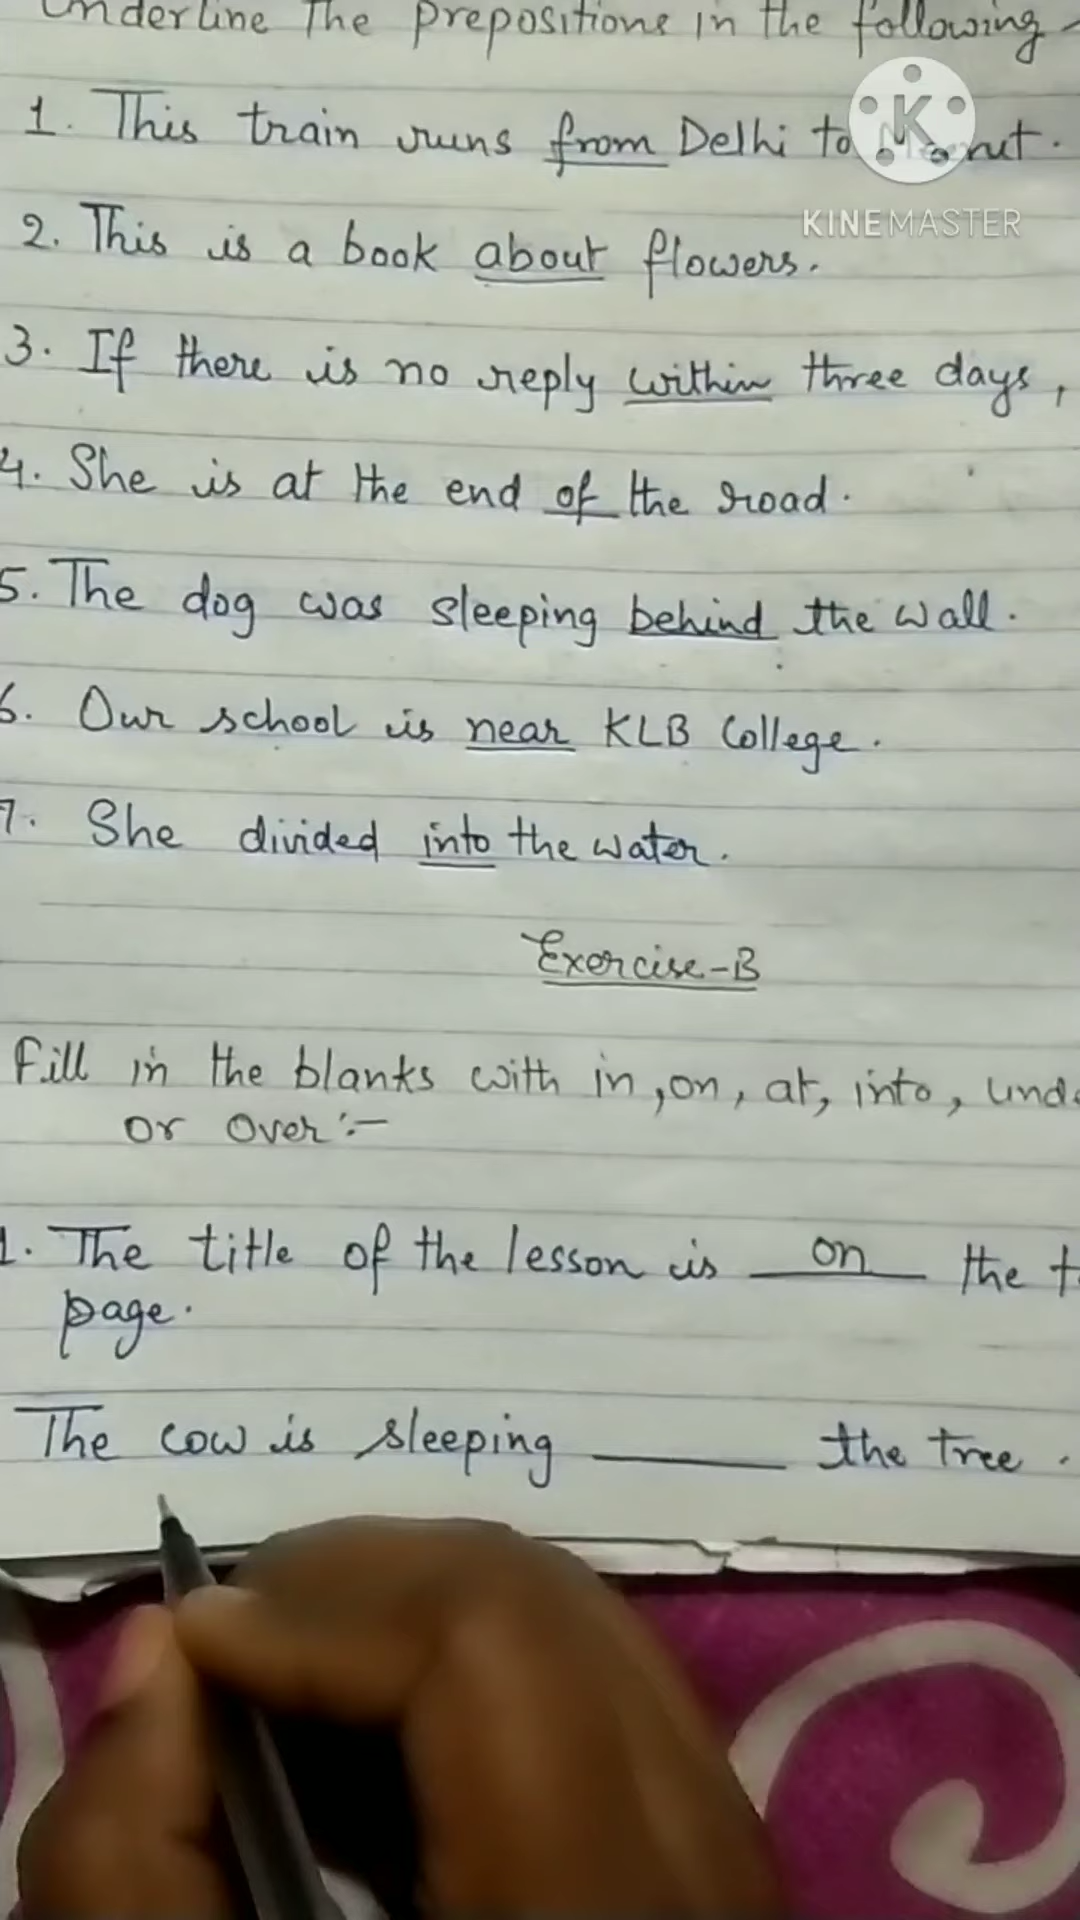 Underline The prepositions in the following
1. This train runs from Delhi to
KINEMASTER
2. This is a book about flowers.
3. If there is no reply within three days,
4. She is at the end of the road.
5. The dog was sleeping behind the wall.
6. Our school is near KLB College.
7. She divided into the water.
Exercise-B
Fill in the blanks with in, on, at, into,
or over :-
1. The title of the lesson is on the
page.
The cow is sleeping ____ the tree.